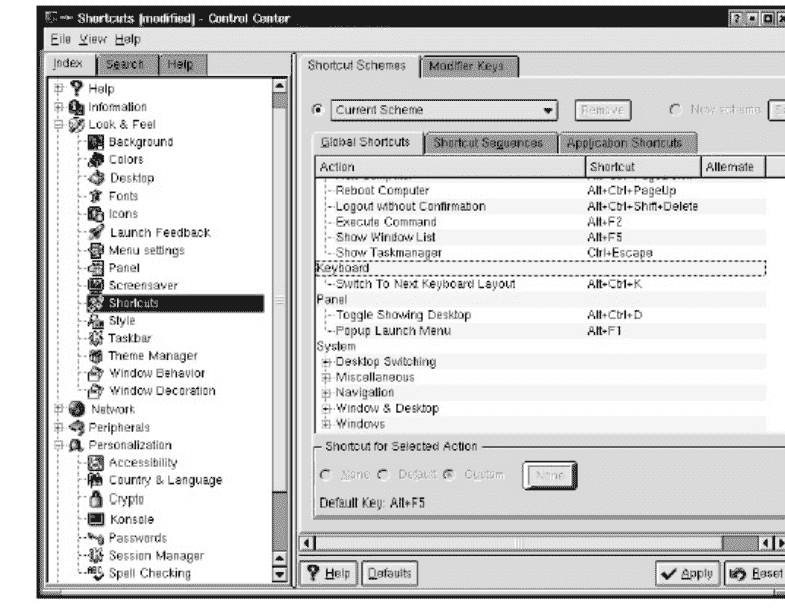 Shortcuts [modified] - Control Center
File View Help
Index Search Help
Help
Information
Look & Feel
Background
Colors
Desktop
Fonts
Icons
Launch Feedback
Menu settings
Panel
Screensaver
Shortcuts
Style
Taskbar
Theme Manager
Window Behavior
Window Decoration
Network
Peripherals
Personalization
Accessibility
Country & Language
Crypto
Konsole
Passwords
Session Manager
Spell Checking
Shortcut Schemes Modifier Keys
Current Scheme Remove New scheme
Global Shortcuts Shortcut Sequences Application Shortcuts
Action Shortcut Alternate
Reboot Computer Alt+Ctrl+PageUp
Logout without Confirmation Alt+Ctrl+Shift+Delete
Execute Command Alt+F2
Show Window List Alt+F5
Show Taskmanager Ctrl+Escape
Keyboard
Switch To Next Keyboard Layout Alt+Ctrl+K
Panel
Toggle Showing Desktop Alt+Ctrl+D
Popup Launch Menu Alt+F1
System
Desktop Switching
Miscellaneous
Navigation
Window & Desktop
Windows
Shortcut for Selected Action
None Default Custom None
Default Key: Alt+F5
Help Defaults Apply Reset